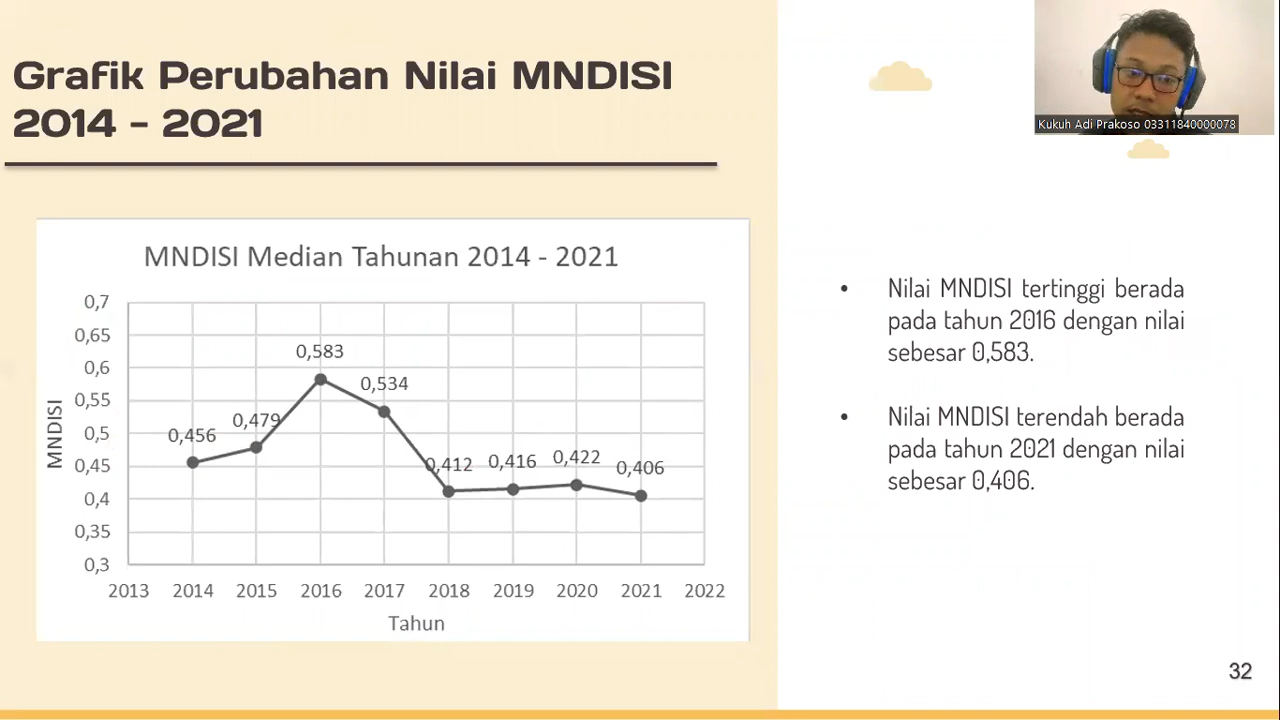 Grafik Perubahan Nilai MNDISI
2014 - 2021
Kukuh Adi Prakoso 03311840000078
MNDISI Median Tahunan 2014 - 2021
0,7
0,65
0,6
0,55
0,5
0,45
0,4
0,35
0,3
MNDISI
0,456
0,479
0,583
0,534
0,412
0,416
0,422
0,406
2013 2014 2015 2016 2017 2018 2019 2020 2021 2022
Tahun
• Nilai MNDISI tertinggi berada
pada tahun 2016 dengan nilai
sebesar 0,583.
• Nilai MNDISI terendah berada
pada tahun 2021 dengan nilai
sebesar 0,406.
32